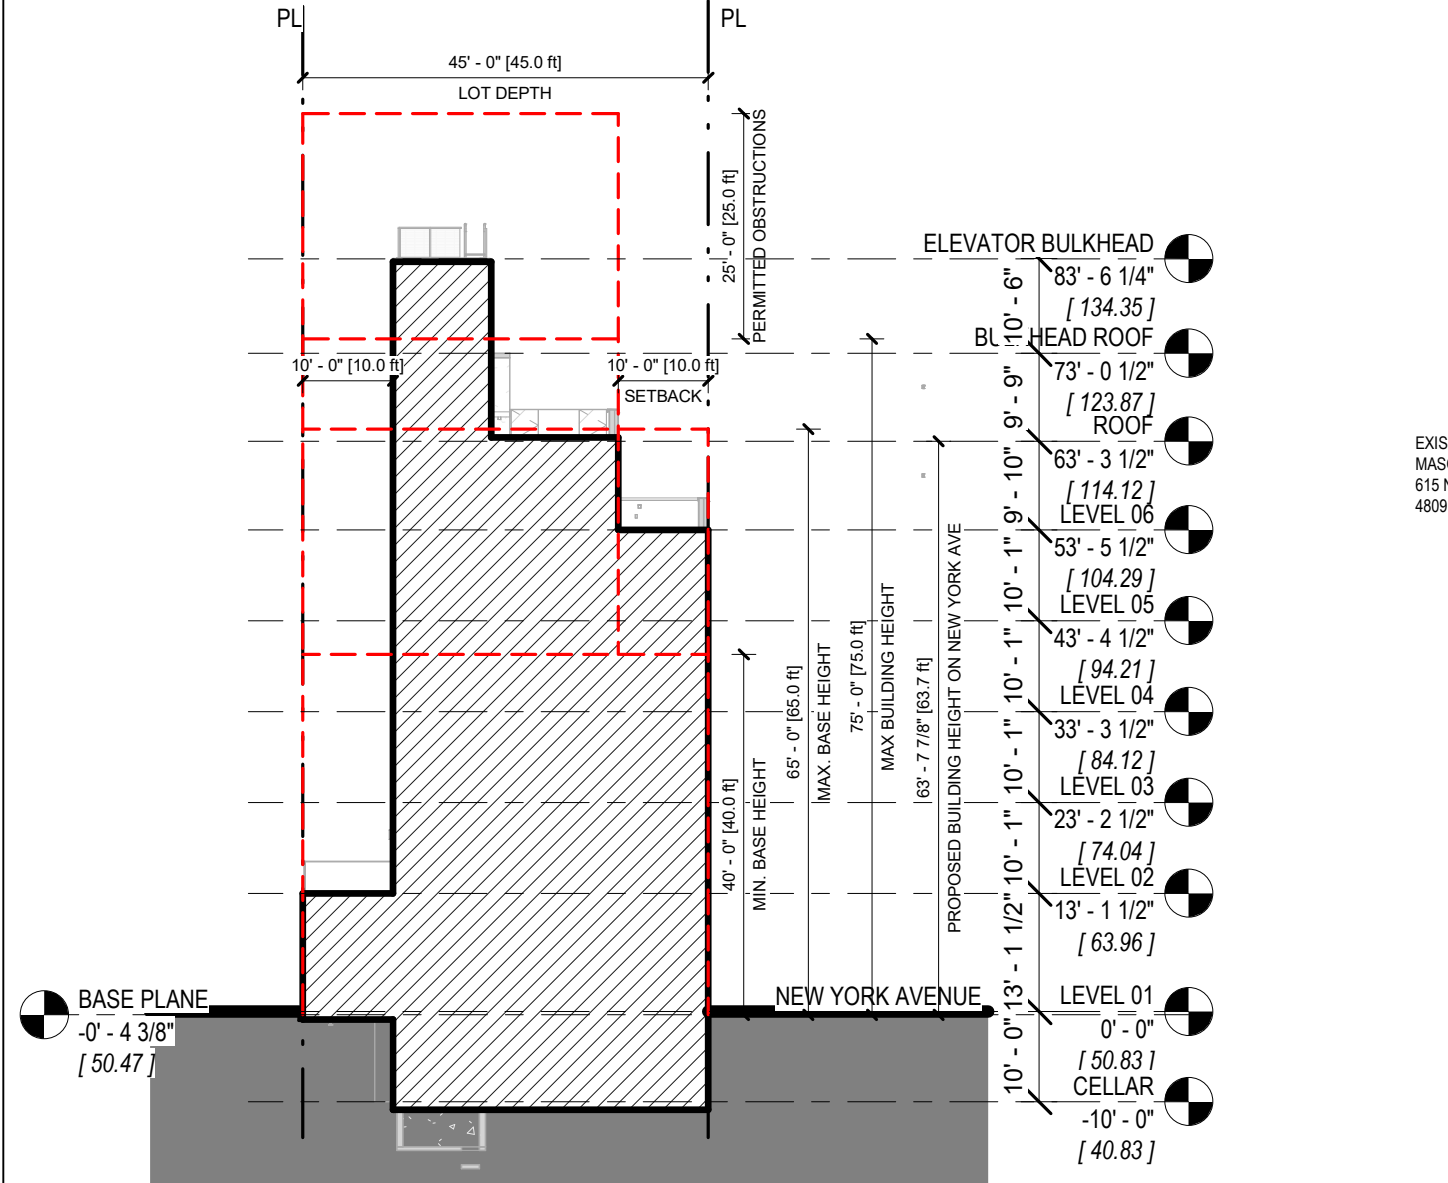 PL
PL
45' - 0" [45.0 ft]
LOT DEPTH
25' - 0" [25.0 ft]
PERMITTED OBSTRUCTIONS
10' - 0" [10.0 ft]
10' - 0" [10.0 ft]
SETBACK
40' - 0" [40.0 ft]
MIN. BASE HEIGHT
65' - 0" [65.0 ft]
MAX. BASE HEIGHT
75' - 0" [75.0 ft]
MAX BUILDING HEIGHT
63' - 7 7/8" [63.7 ft]
PROPOSED BUILDING HEIGHT ON NEW YORK AVE
10' - 6"
9' - 9"
9' - 10"
10' - 1"
10' - 1"
10' - 1"
10' - 1"
13' - 1 1/2"
10' - 0"
ELEVATOR BULKHEAD
83' - 6 1/4"
[ 134.35 ]
BU HEAD ROOF
73' - 0 1/2"
[ 123.87 ]
ROOF
63' - 3 1/2"
[ 114.12 ]
LEVEL 06
53' - 5 1/2"
[ 104.29 ]
LEVEL 05
43' - 4 1/2"
[ 94.21 ]
LEVEL 04
33' - 3 1/2"
[ 84.12 ]
LEVEL 03
23' - 2 1/2"
[ 74.04 ]
LEVEL 02
13' - 1 1/2"
[ 63.96 ]
LEVEL 01
0' - 0"
[ 50.83 ]
CELLAR
-10' - 0"
[ 40.83 ]
BASE PLANE
-0' - 4 3/8"
[ 50.47 ]
NEW YORK AVENUE
EXIS
MAS
615
4809